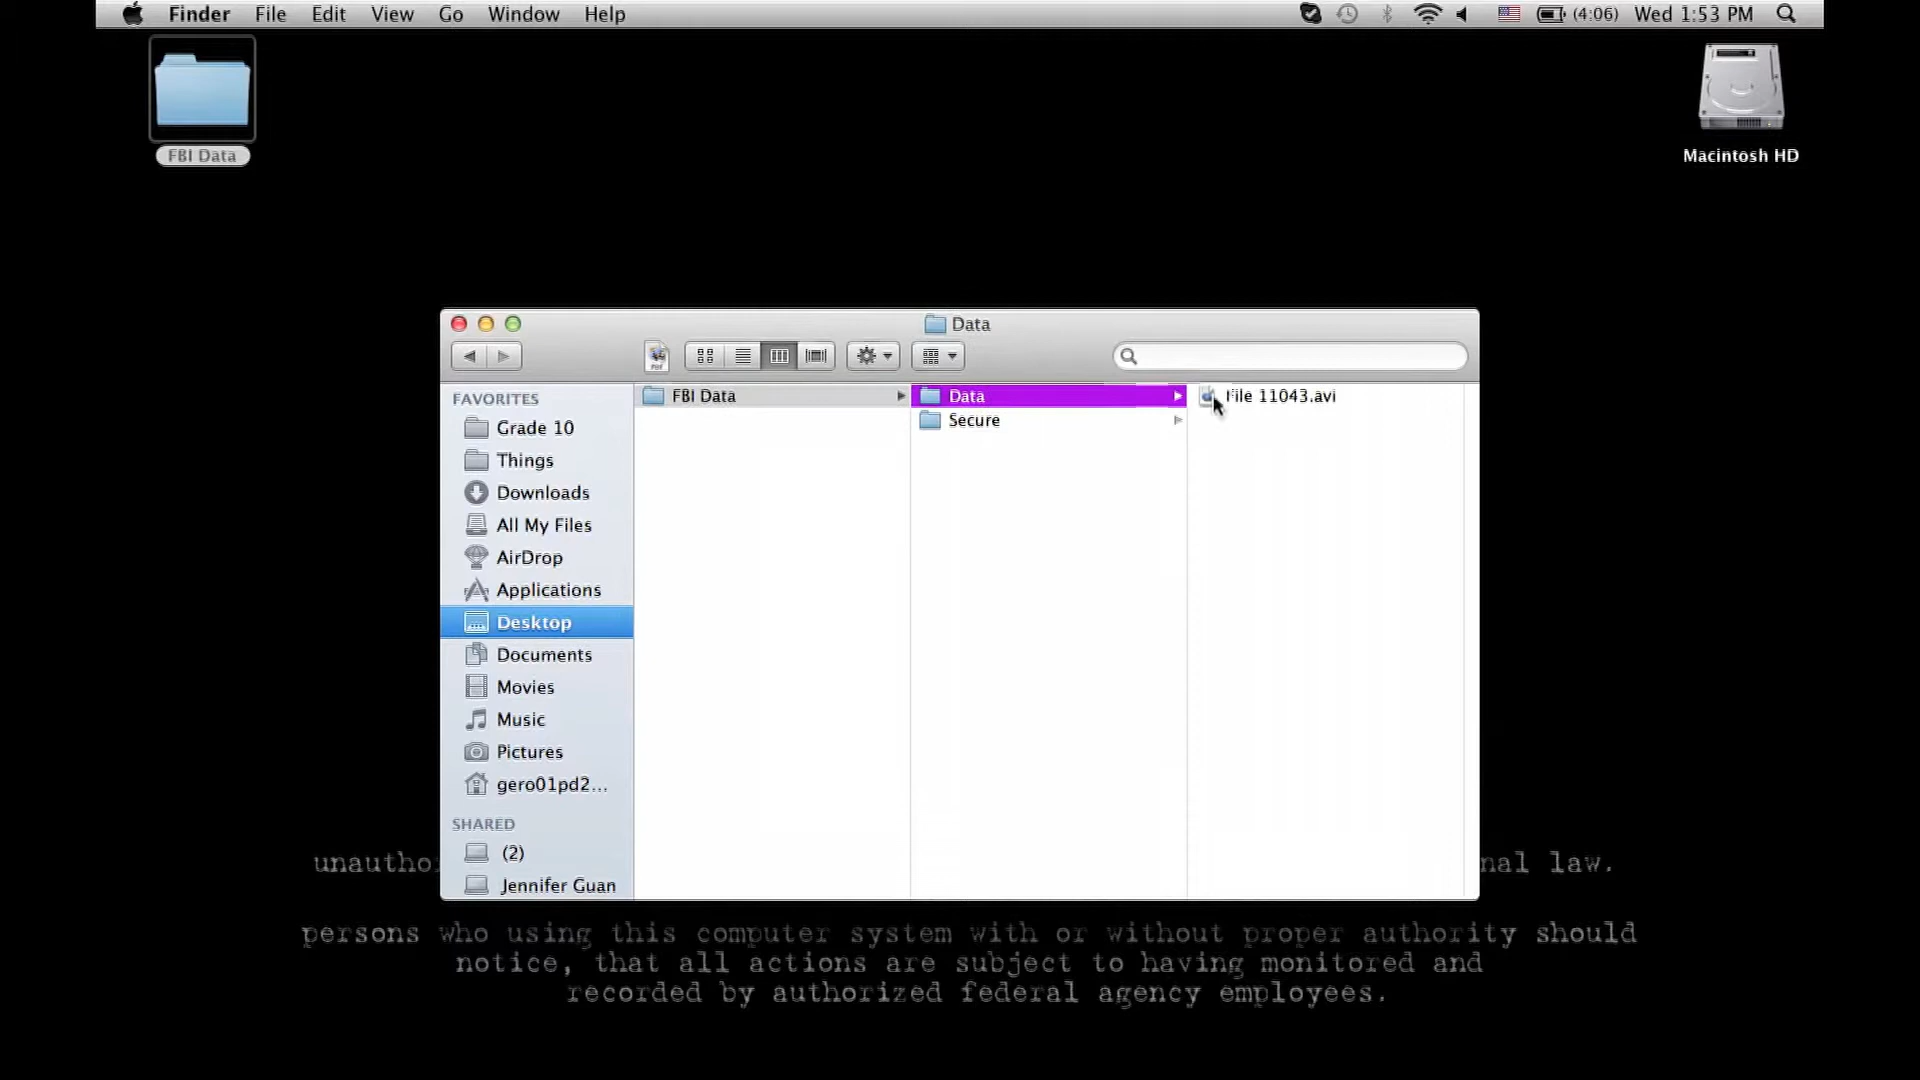 Finder File Edit View Go Window Help (4:06) Wed 1:53 PM
FBI Data
Macintosh HD
Data
FAVORITES
Grade 10
Things
Downloads
All My Files
AirDrop
Applications
Desktop
Documents
Movies
Music
Pictures
gero01pd2...
SHARED
(2)
Jennifer Guan
FBI Data
Data
Secure
File 11043.avi
nal law.
persons who using this computer system with or without proper authority should
notice, that all actions are subject to having monitored and
recorded by authorized federal agency employees.